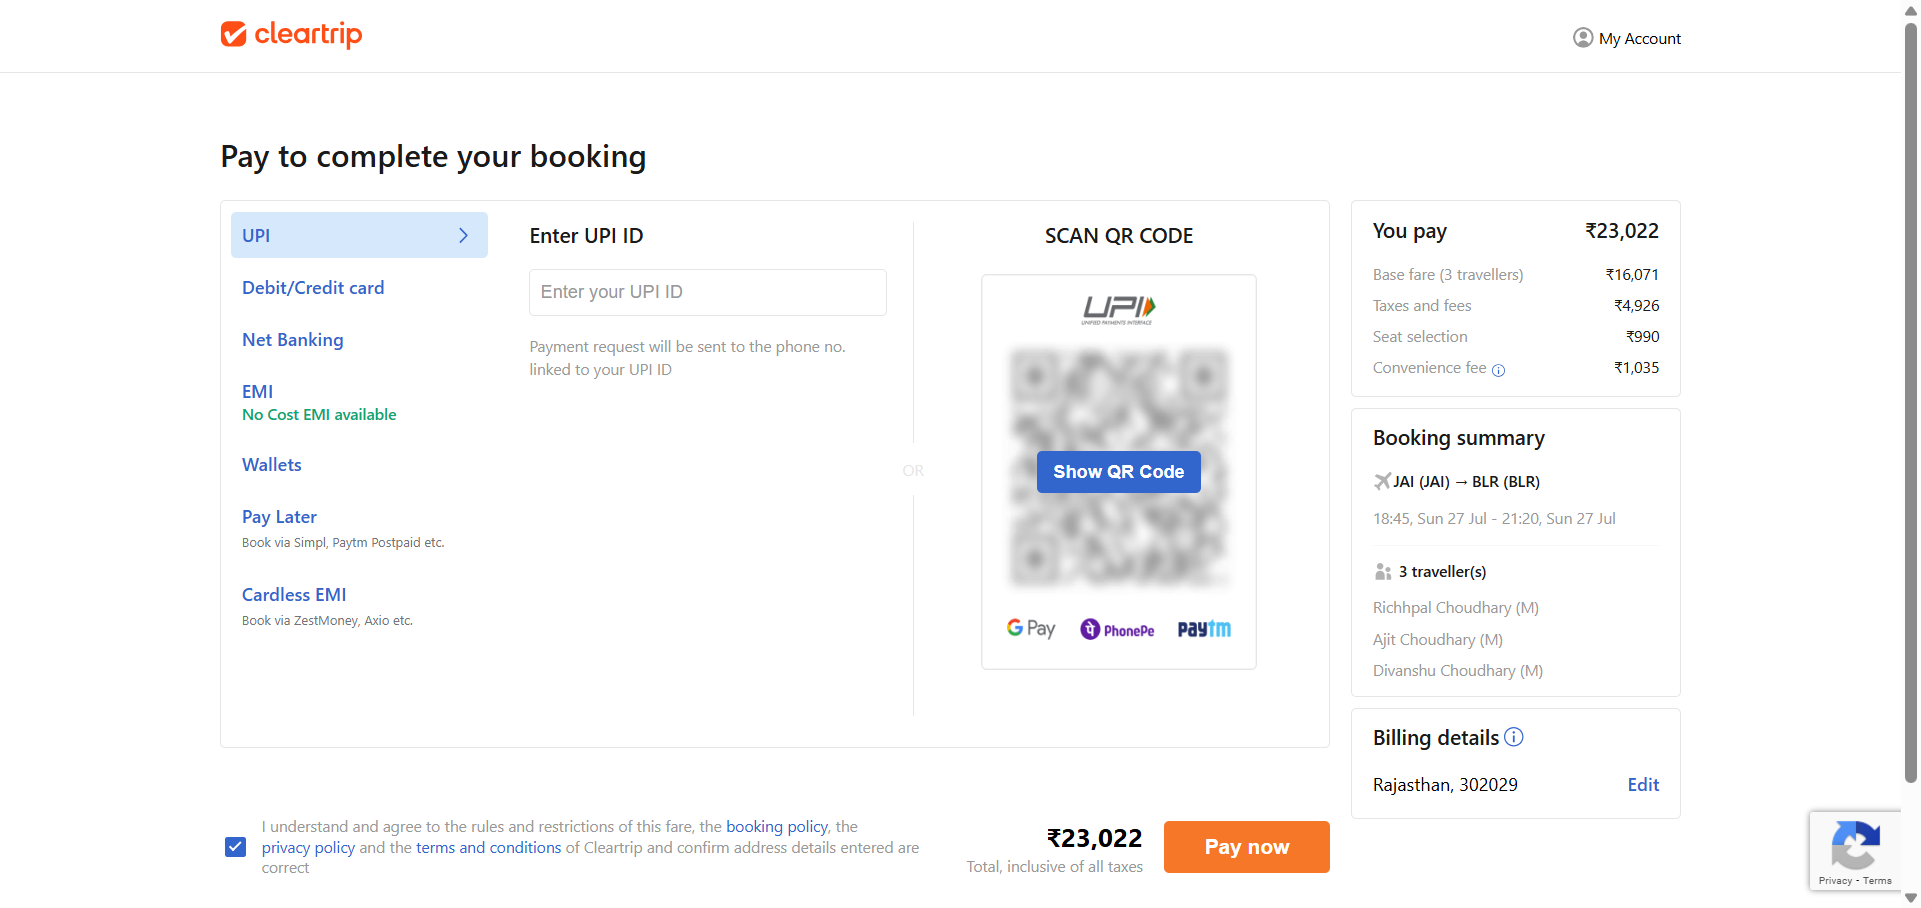 cleartrip
My Account
Pay to complete your booking
UPI
Debit/Credit card
Net Banking
EMI
No Cost EMI available
Wallets
Pay Later
Book via Simpl, Paytm Postpaid etc.
Cardless EMI
Book via ZestMoney, Axio etc.
Enter UPI ID
Enter your UPI ID
Payment request will be sent to the phone no.
linked to your UPI ID
OR
SCAN QR CODE
UPI
UNIFIED PAYMENTS INTERFACE
Show QR Code
G Pay PhonePe paytm
You pay ₹23,022
Base fare (3 travellers) ₹16,071
Taxes and fees ₹4,926
Seat selection ₹990
Convenience fee ₹1,035
Booking summary
JAI (JAI) → BLR (BLR)
18:45, Sun 27 Jul - 21:20, Sun 27 Jul
3 traveller(s)
Richhpal Choudhary (M)
Ajit Choudhary (M)
Divanshu Choudhary (M)
Billing details
Rajasthan, 302029 Edit
I understand and agree to the rules and restrictions of this fare, the booking policy, the
privacy policy and the terms and conditions of Cleartrip and confirm address details entered are
correct
₹23,022
Total, inclusive of all taxes
Pay now
Privacy - Terms